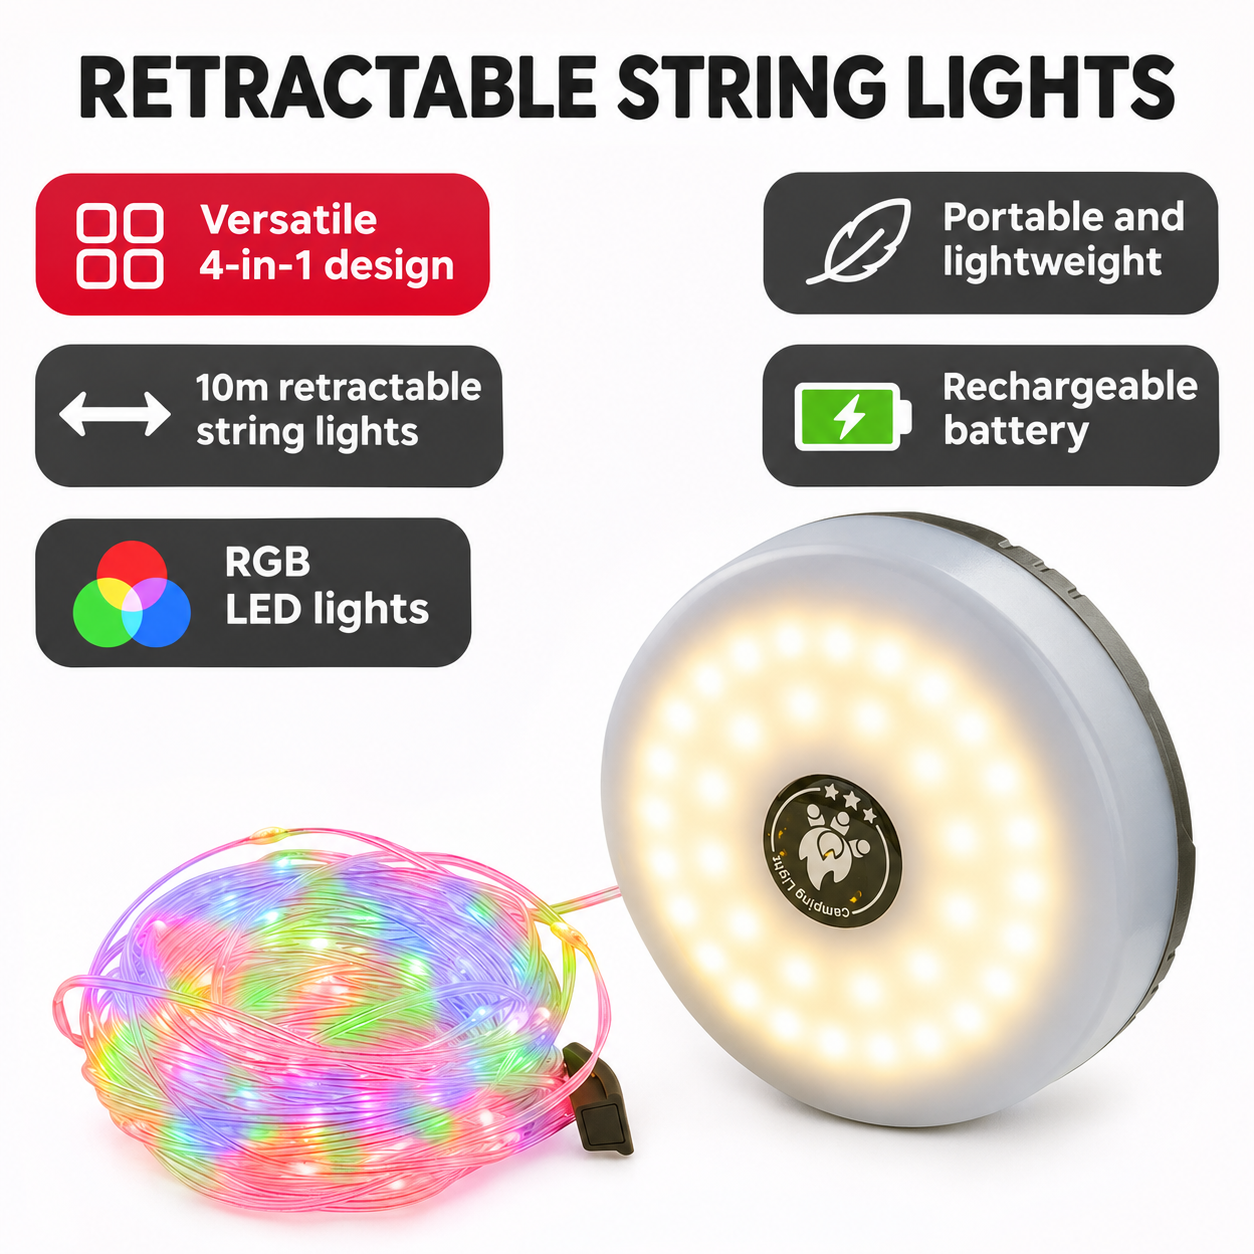 RETRACTABLE STRING LIGHTS
Versatile
4-in-1 design
10m retractable
string lights
RGB
LED lights
Portable and
lightweight
Rechargeable
battery
Camping Light